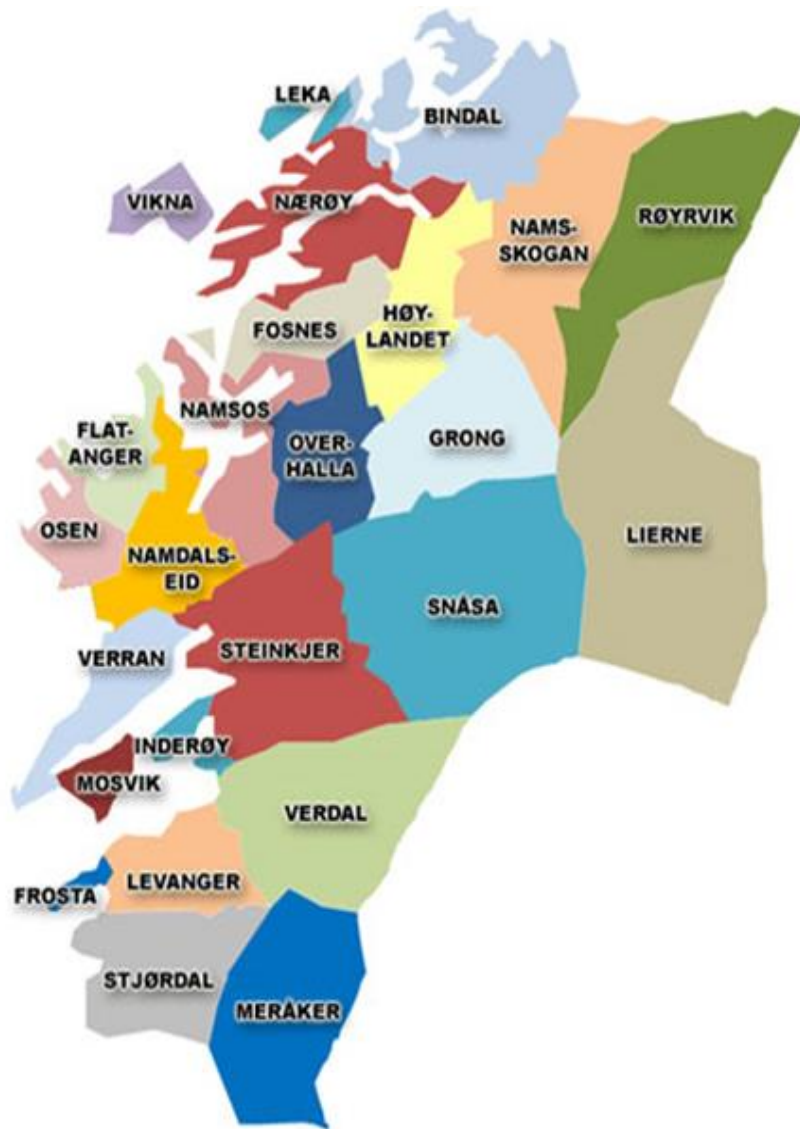 LEKA
BINDAL
VIKNA
NÆRØY
NAMS-
SKOGAN
RØYRVIK
FOSNES
HØY-
LANDET
NAMSOS
FLAT-
ANGER
OVER-
HALLA
GRONG
OSEN
NAMDALS-
EID
LIERNE
SNÅSA
VERRAN
STEINKJER
INDERØY
MOSVIK
VERDAL
FROSTA
LEVANGER
STJØRDAL
MERÅKER